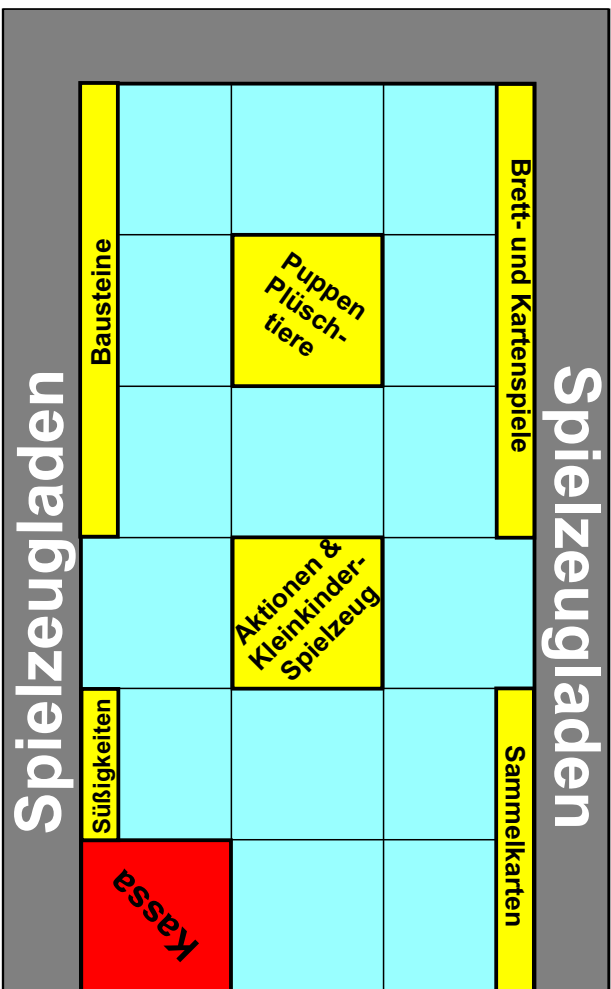 Spielzeugladen
Bausteine
Puppen
Plüsch-
tiere
Brett- und Kartenspiele
Spielzeugladen
Aktionen &
Kleinkinder-
Spielzeug
Süßigkeiten
Sammelkarten
Kassa